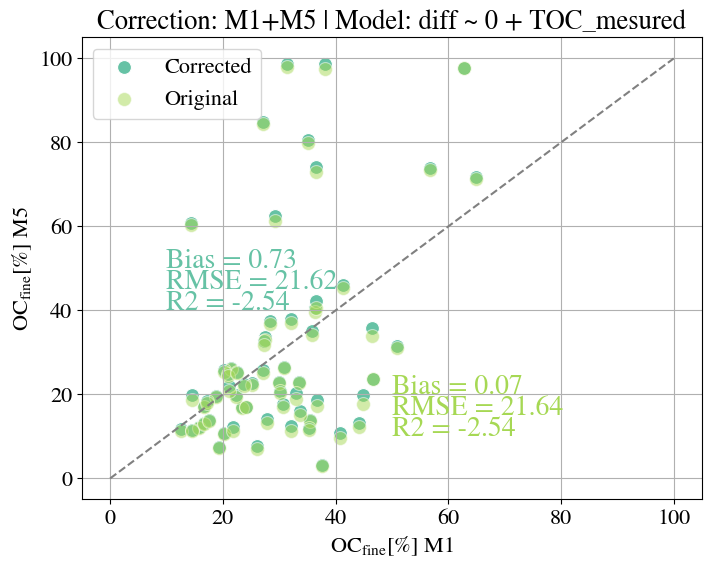 Correction: M1+M5 | Model: diff ~ 0 + TOC_mesured
Corrected
Original
100
80
60
40
20
0
OC_fine[%] M5
Bias = 0.73
RMSE = 21.62
R2 = -2.54
Bias = 0.07
RMSE = 21.64
R2 = -2.54
0 20 40 60 80 100
OC_fine[%] M1